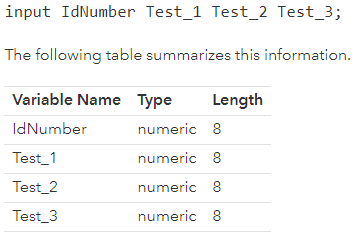 input IdNumber Test_1 Test_2 Test_3;
The following table summarizes this information.
Variable Name Type Length
IdNumber numeric 8
Test_1 numeric 8
Test_2 numeric 8
Test_3 numeric 8